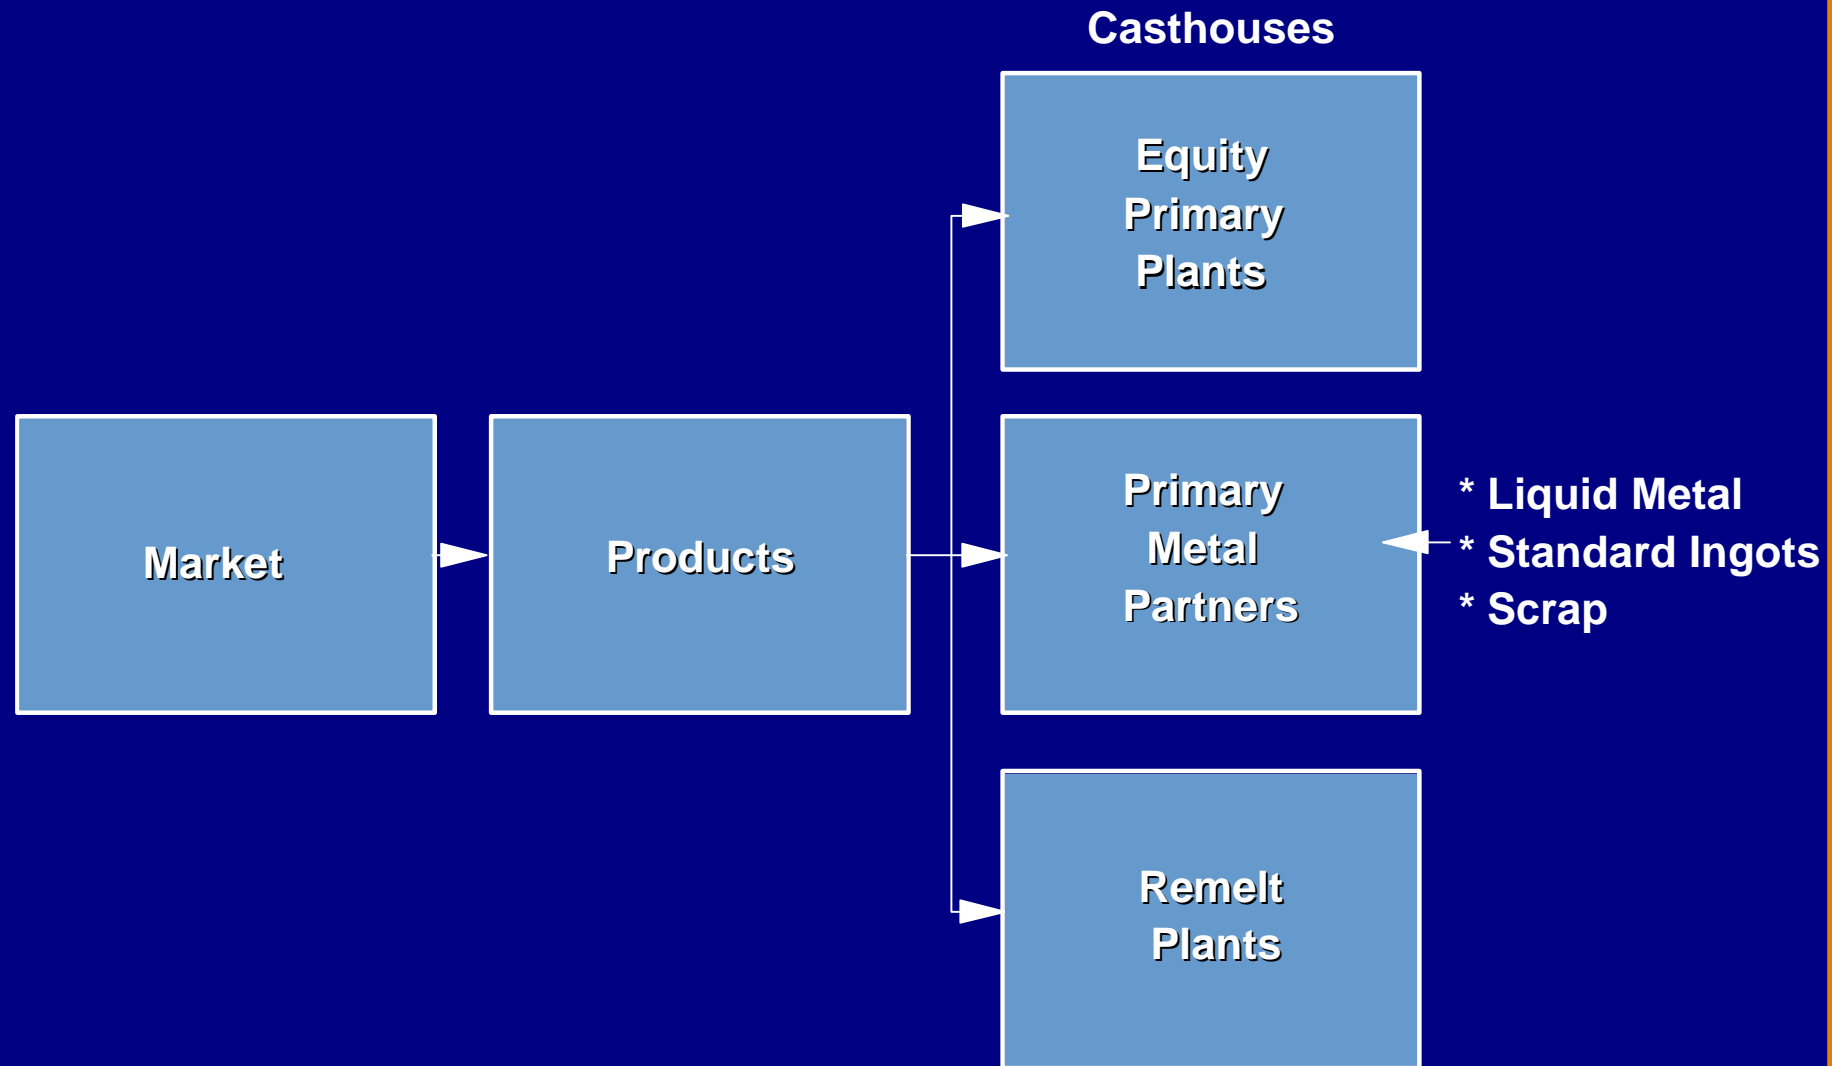 Casthouses
Equity
Primary
Plants
Market
Products
Primary
Metal
Partners
* Liquid Metal
* Standard Ingots
* Scrap
Remelt
Plants